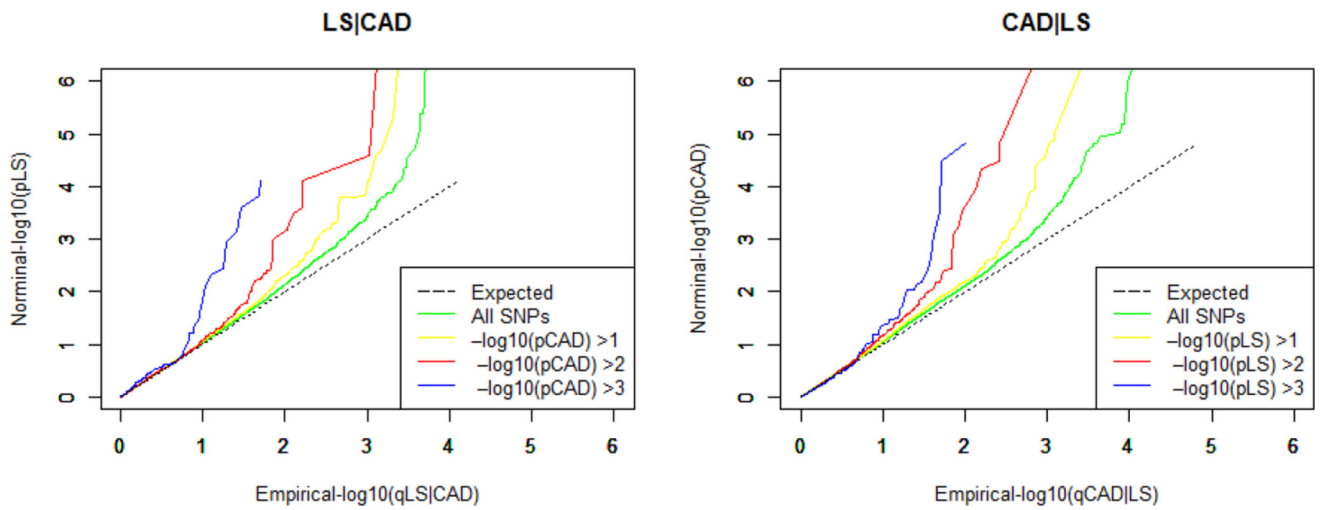 LS|CAD
Norminal-log10(pLS)
6
5
4
3
2
1
0
Expected
All SNPs
–log10(pCAD) >1
–log10(pCAD) >2
–log10(pCAD) >3
0 1 2 3 4 5 6
Empirical-log10(qLS|CAD)
CAD|LS
Norminal-log10(pCAD)
6
5
4
3
2
1
0
Expected
All SNPs
–log10(pLS) >1
–log10(pLS) >2
–log10(pLS) >3
0 1 2 3 4 5 6
Empirical-log10(qCAD|LS)